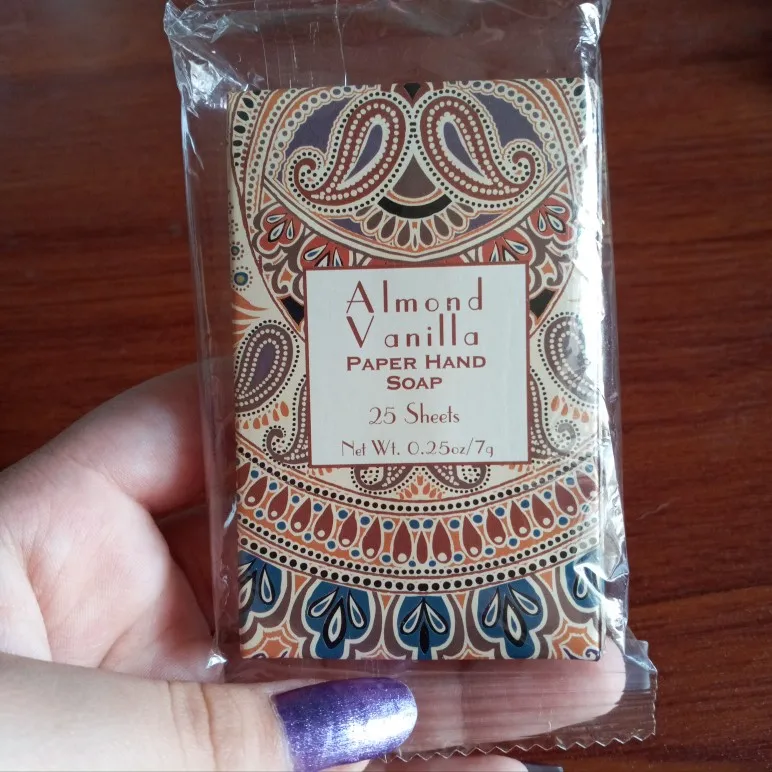 Almond
Vanilla
PAPER HAND
SOAP
25 Sheets
Net Wt. 0.25oz/7g